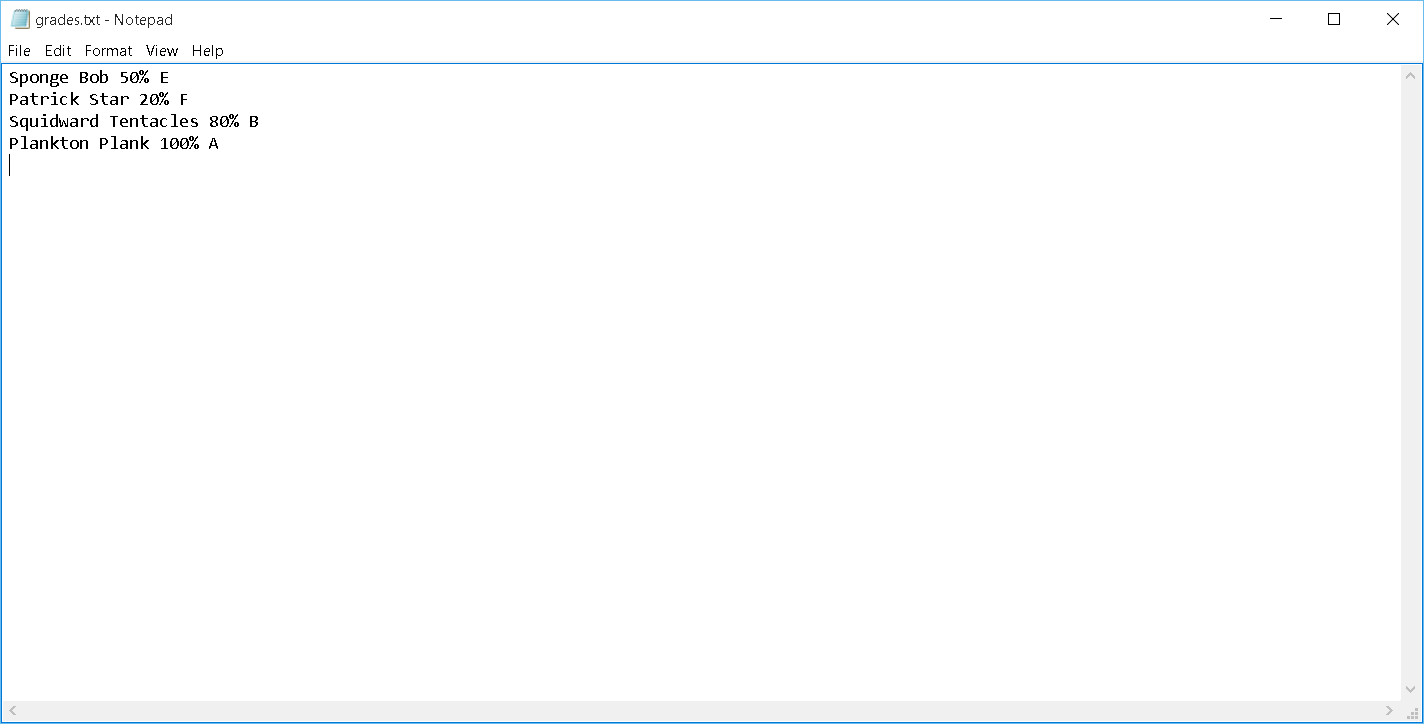 grades.txt - Notepad
File Edit Format View Help
Sponge Bob 50% E
Patrick Star 20% F
Squidward Tentacles 80% B
Plankton Plank 100% A